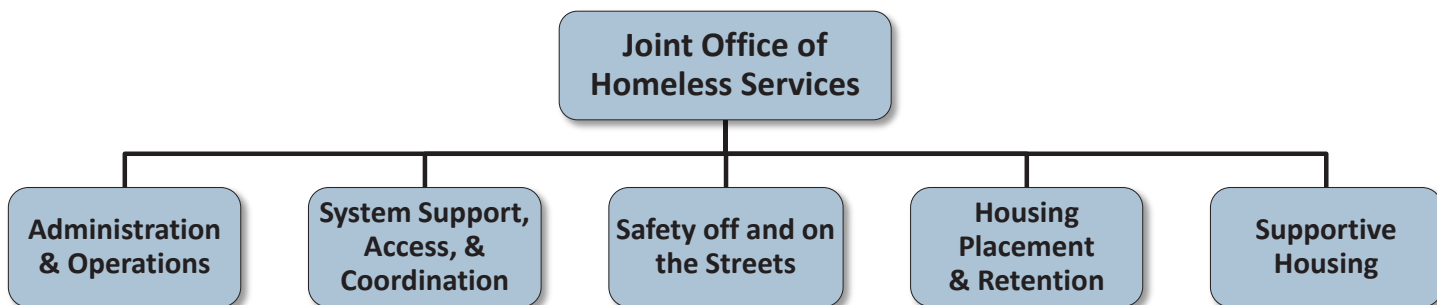 Joint Office of
Homeless Services
Administration
& Operations
System Support,
Access, &
Coordination
Safety off and on
the Streets
Housing
Placement
& Retention
Supportive
Housing